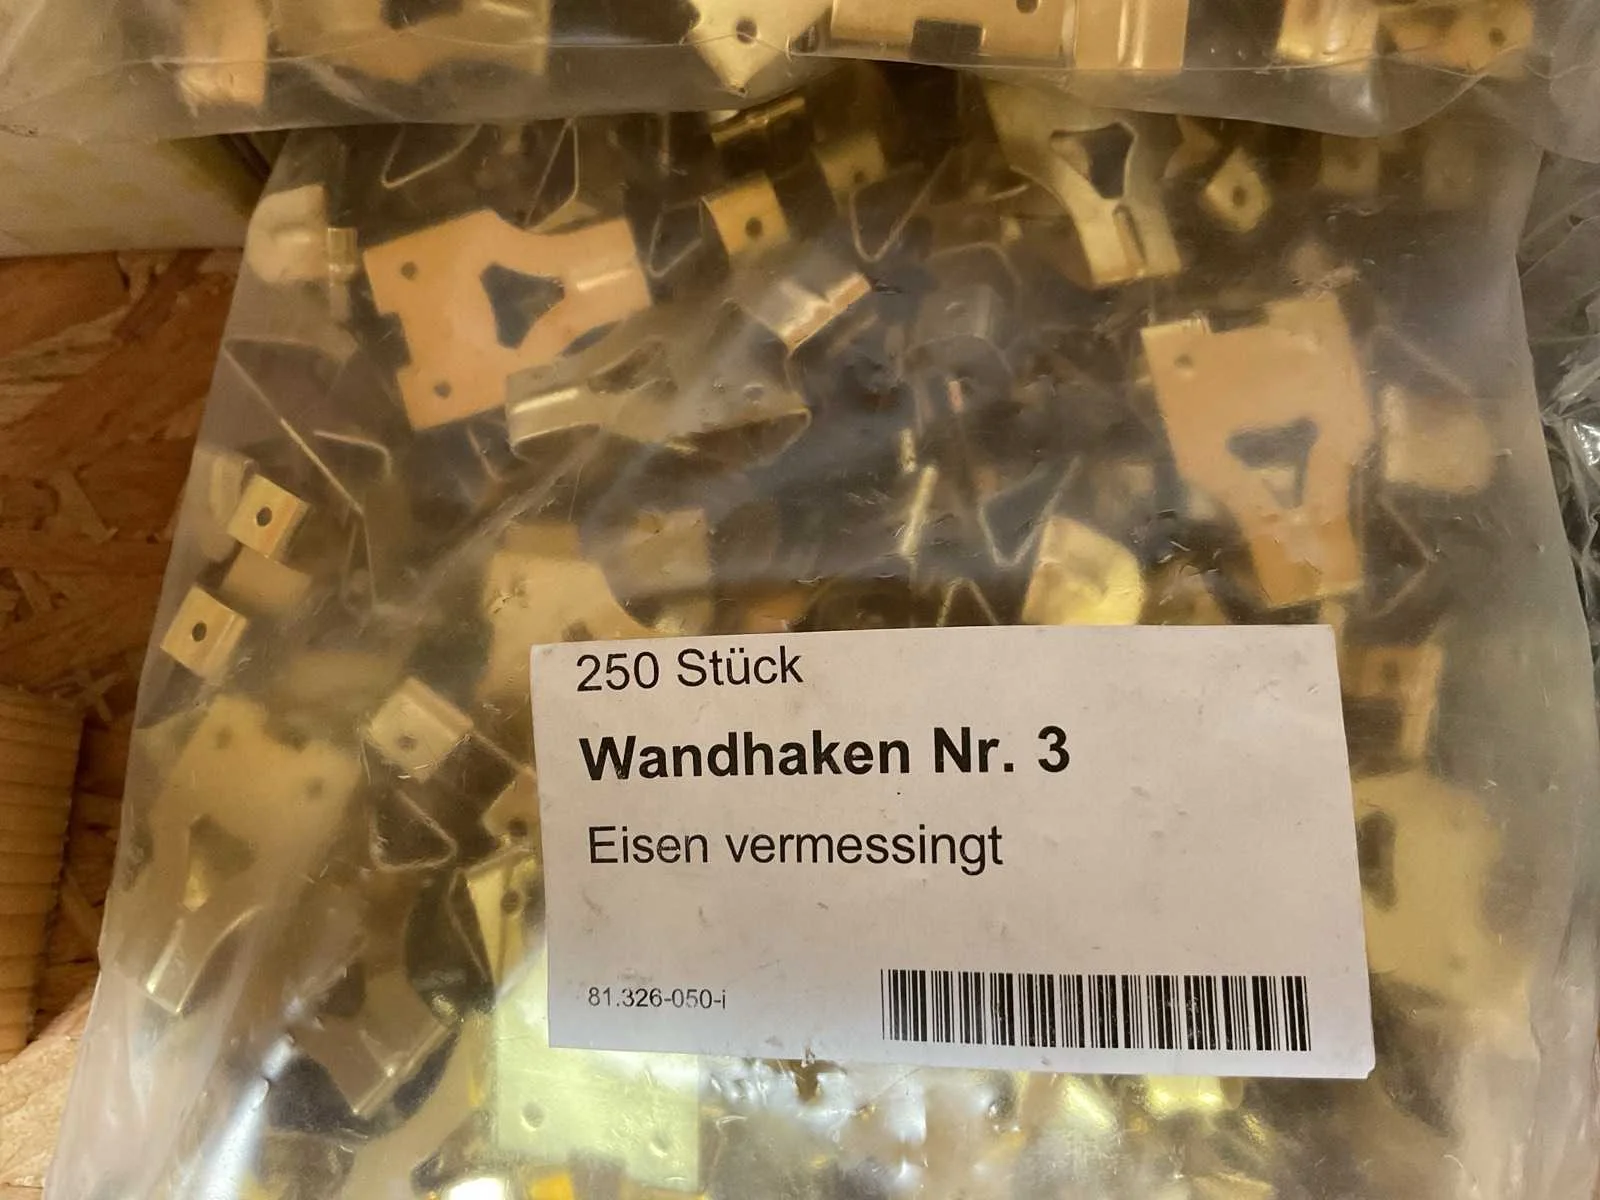 250 Stück
Wandhaken Nr. 3
Eisen vermessingt
81.326-050-i